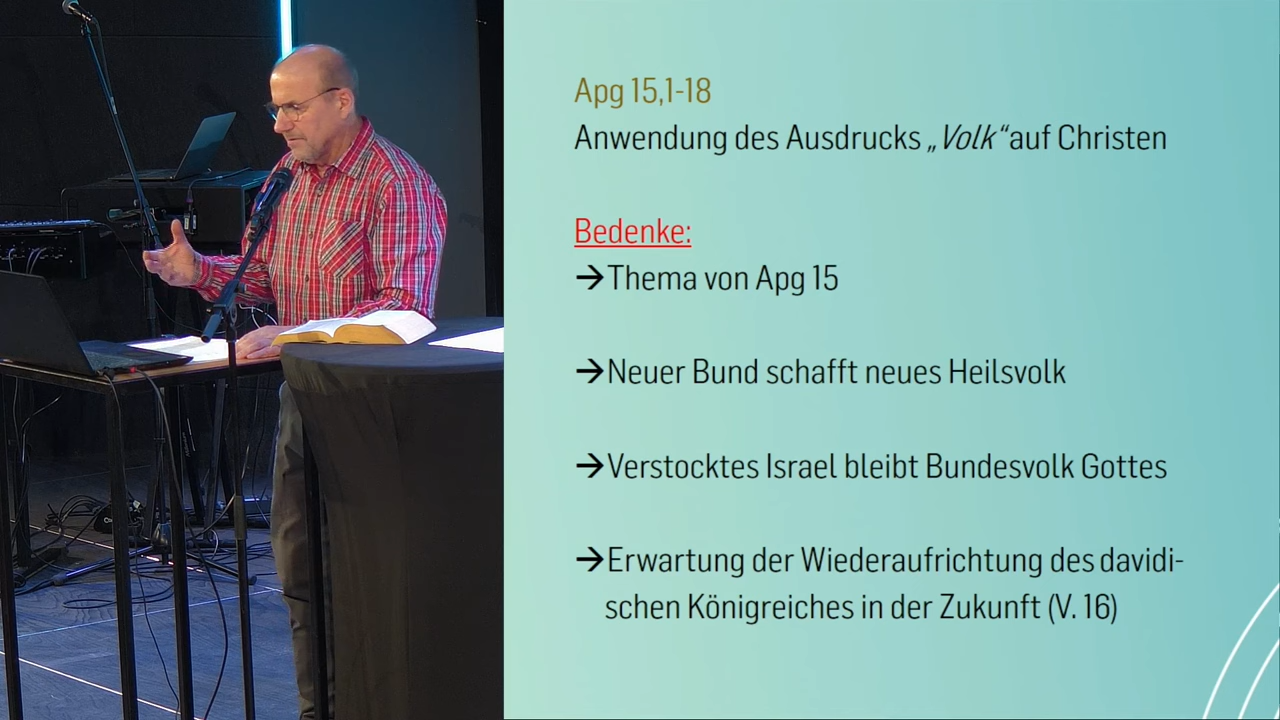 Apg 15,1-18
Anwendung des Ausdrucks „Volk“ auf Christen
Bedenke:
→Thema von Apg 15
→Neuer Bund schafft neues Heilsvolk
→Verstocktes Israel bleibt Bundesvolk Gottes
→Erwartung der Wiederaufrichtung des davidi-
schen Königreiches in der Zukunft (V. 16)